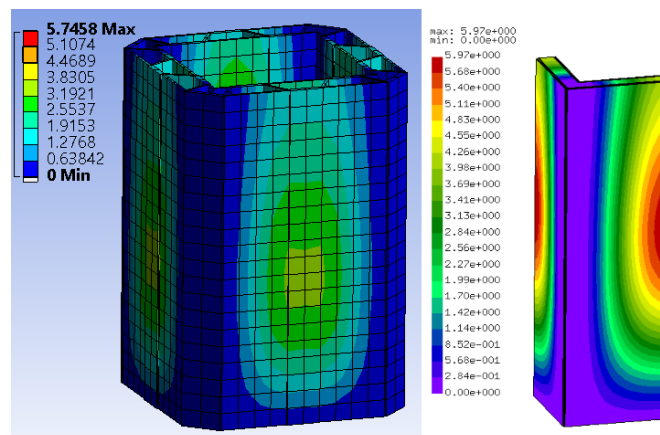 5.7458 Max
5.1074
4.4689
3.8305
3.1921
2.5537
1.9153
1.2768
0.63842
0 Min
max: 5.97e+000
min: 0.00e+000
5.97e+000
5.68e+000
5.40e+000
5.11e+000
4.83e+000
4.55e+000
4.26e+000
3.98e+000
3.69e+000
3.41e+000
3.13e+000
2.84e+000
2.56e+000
2.27e+000
1.99e+000
1.70e+000
1.42e+000
1.14e+000
8.52e-001
5.68e-001
2.84e-001
0.00e+000